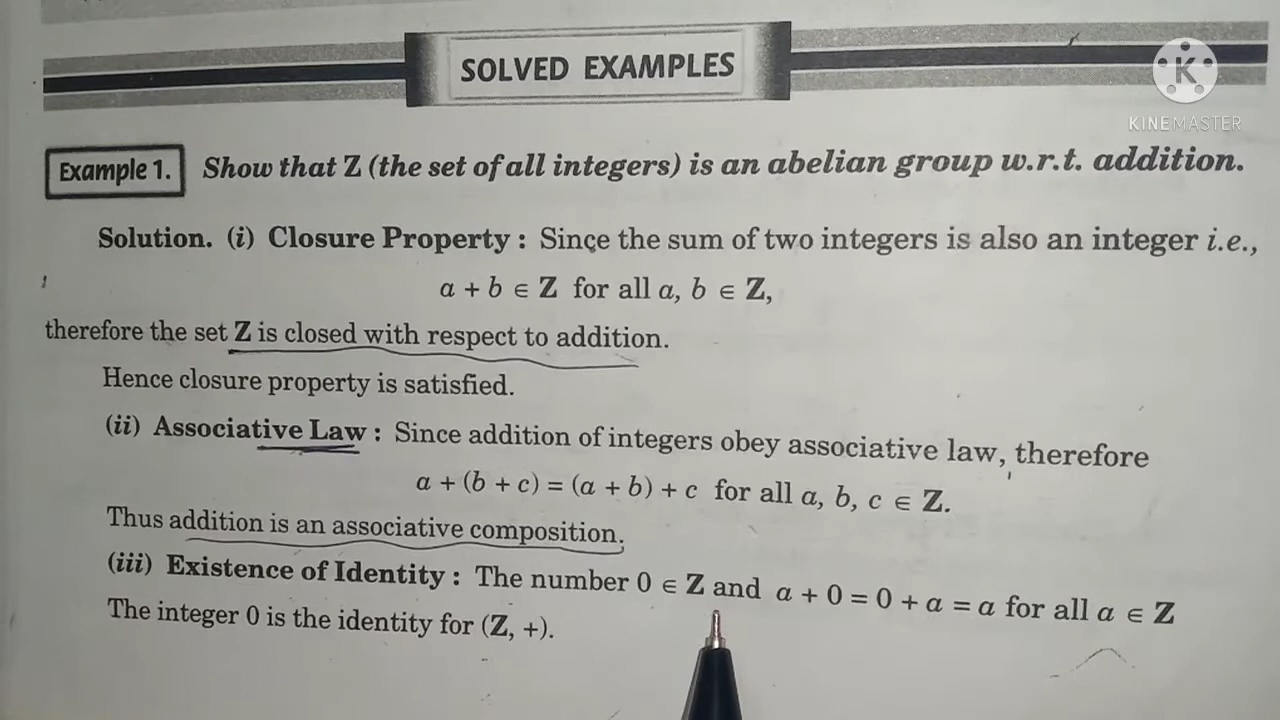 SOLVED EXAMPLES
K
KINEMASTER
Example 1. Show that Z (the set of all integers) is an abelian group w.r.t. addition.
Solution. (i) Closure Property : Since the sum of two integers is also an integer i.e.,
a + b ∈ Z for all a, b ∈ Z,
therefore the set Z is closed with respect to addition.
Hence closure property is satisfied.
(ii) Associative Law : Since addition of integers obey associative law, therefore
a + (b + c) = (a + b) + c for all a, b, c ∈ Z.
Thus addition is an associative composition.
(iii) Existence of Identity : The number 0 ∈ Z and a + 0 = 0 + a = a for all a ∈ Z
The integer 0 is the identity for (Z, +).